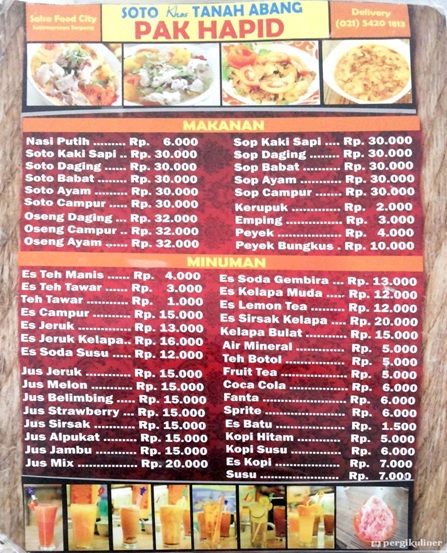 Salsa Food City
Summarecon Serpong
SOTO Khas TANAH ABANG
PAK HAPID
Delivery
(021) 5420 1813
MAKANAN
Nasi Putih ......... Rp. 6.000
Soto Kaki Sapi .. Rp. 30.000
Soto Daging ...... Rp. 30.000
Soto Babat ........ Rp. 30.000
Soto Ayam ......... Rp. 30.000
Soto Campur ..... Rp. 30.000
Oseng Daging ... Rp. 32.000
Oseng Campur .. Rp. 32.000
Oseng Ayam ...... Rp. 32.000
Sop Kaki Sapi .... Rp. 30.000
Sop Daging ........ Rp. 30.000
Sop Babat .......... Rp. 30.000
Sop Ayam ........... Rp. 30.000
Sop Campur ....... Rp. 30.000
Kerupuk ............. Rp. 2.000
Emping ............... Rp. 3.000
Peyek ................. Rp. 4.000
Peyek Bungkus . Rp. 10.000
MINUMAN
Es Teh Manis ...... Rp. 4.000
Es Teh Tawar ...... Rp. 3.000
Teh Tawar ........... Rp. 1.000
Es Campur .......... Rp. 15.000
Es Jeruk .............. Rp. 13.000
Es Jeruk Kelapa.. Rp. 16.000
Es Soda Susu ...... Rp. 12.000
Jus Jeruk ............. Rp. 15.000
Jus Melon ............ Rp. 15.000
Jus Belimbing ..... Rp. 15.000
Jus Strawberry ... Rp. 15.000
Jus Sirsak ............ Rp. 15.000
Jus Alpukat ......... Rp. 15.000
Jus Jambu ............ Rp. 15.000
Jus Mix ................ Rp. 20.000
Es Soda Gembira ... Rp. 13.000
Es Kelapa Muda ..... Rp. 12.000
Es Lemon Tea ......... Rp. 12.000
Es Sirsak Kelapa .... Rp. 20.000
Kelapa Bulat .......... Rp. 15.000
Air Mineral ............ Rp. 5.000
Teh Botol ................ Rp. 5.000
Fruit Tea ................. Rp. 5.000
Coca Cola ............... Rp. 6.000
Fanta ...................... Rp. 6.000
Sprite ...................... Rp. 6.000
Es Batu ................... Rp. 1.500
Kopi Hitam ............. Rp. 5.000
Kopi Susu ............... Rp. 6.000
Es Kopi .................... Rp. 7.000
Susu ........................ Rp. 7.000
pergikuliner